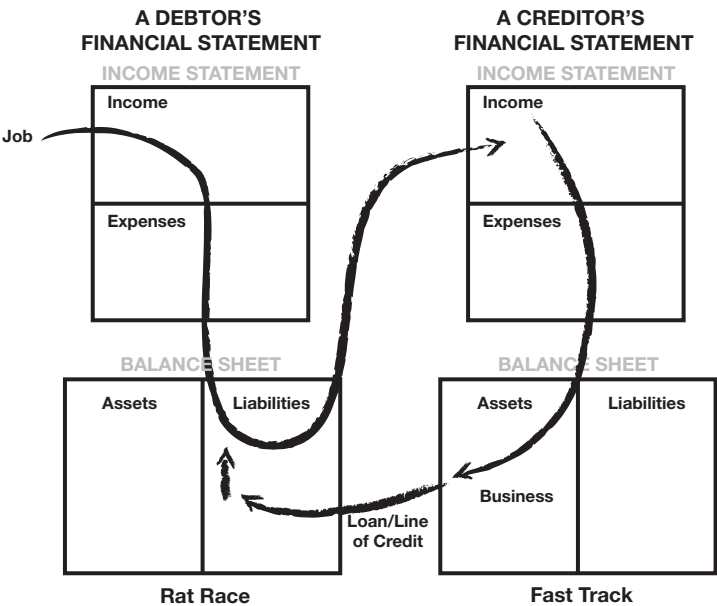 A DEBTOR’S
FINANCIAL STATEMENT
INCOME STATEMENT
Income
Job
Expenses
BALANCE SHEET
Assets
Liabilities
Rat Race
A CREDITOR’S
FINANCIAL STATEMENT
INCOME STATEMENT
Income
Expenses
BALANCE SHEET
Assets
Liabilities
Business
Loan/Line
of Credit
Fast Track